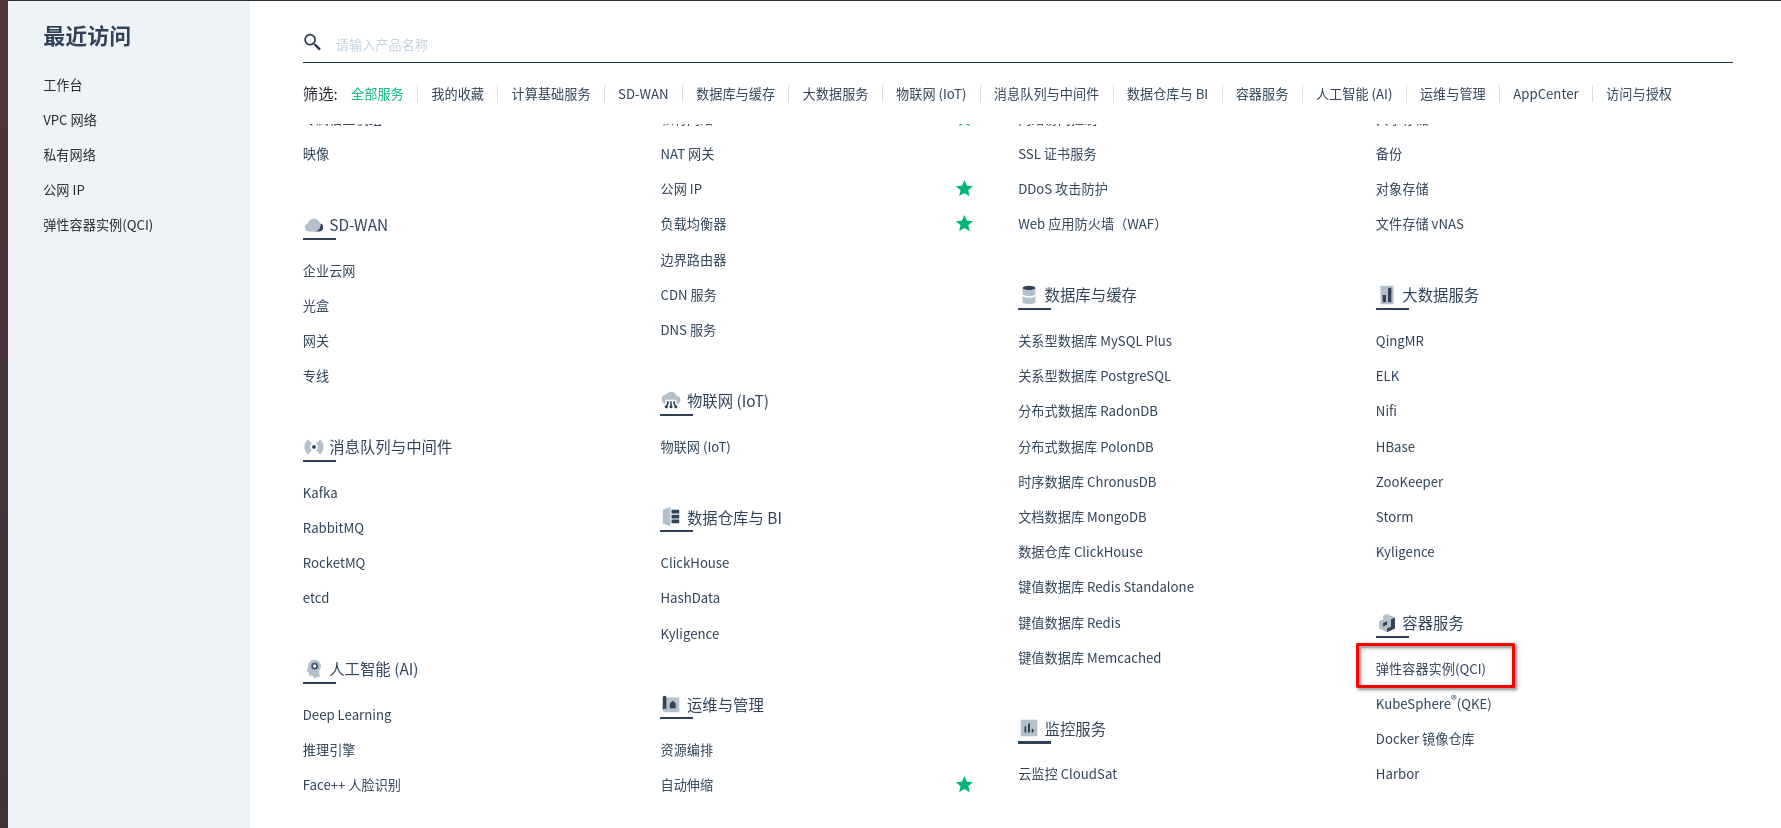 最近访问
工作台
VPC 网络
私有网络
公网 IP
弹性容器实例(QCI)
请输入产品名称
筛选: 全部服务 我的收藏 计算基础服务 SD-WAN 数据库与缓存 大数据服务 物联网 (IoT) 消息队列与中间件 数据仓库与 BI 容器服务 人工智能 (AI) 运维与管理 AppCenter 访问与授权
映像
SD-WAN
企业云网
光盒
网关
专线
消息队列与中间件
Kafka
RabbitMQ
RocketMQ
etcd
人工智能 (AI)
Deep Learning
推理引擎
Face++ 人脸识别
NAT 网关
公网 IP
负载均衡器
边界路由器
CDN 服务
DNS 服务
物联网 (IoT)
物联网 (IoT)
数据仓库与 BI
ClickHouse
HashData
Kyligence
运维与管理
资源编排
自动伸缩
SSL 证书服务
DDoS 攻击防护
Web 应用防火墙（WAF）
数据库与缓存
关系型数据库 MySQL Plus
关系型数据库 PostgreSQL
分布式数据库 RadonDB
分布式数据库 PolonDB
时序数据库 ChronusDB
文档数据库 MongoDB
数据仓库 ClickHouse
键值数据库 Redis Standalone
键值数据库 Redis
键值数据库 Memcached
监控服务
云监控 CloudSat
备份
对象存储
文件存储 vNAS
大数据服务
QingMR
ELK
Nifi
HBase
ZooKeeper
Storm
Kyligence
容器服务
弹性容器实例(QCI)
KubeSphere®(QKE)
Docker 镜像仓库
Harbor